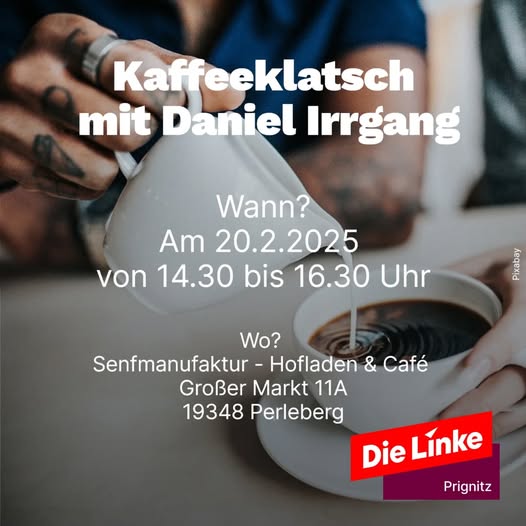 Kaffeeklatsch
mit Daniel Irrgang
Wann?
Am 20.2.2025
von 14.30 bis 16.30 Uhr
Pixabay
Wo?
Senfmanufaktur - Hofladen & Café
Großer Markt 11A
19348 Perleberg
Die Linke
Prignitz